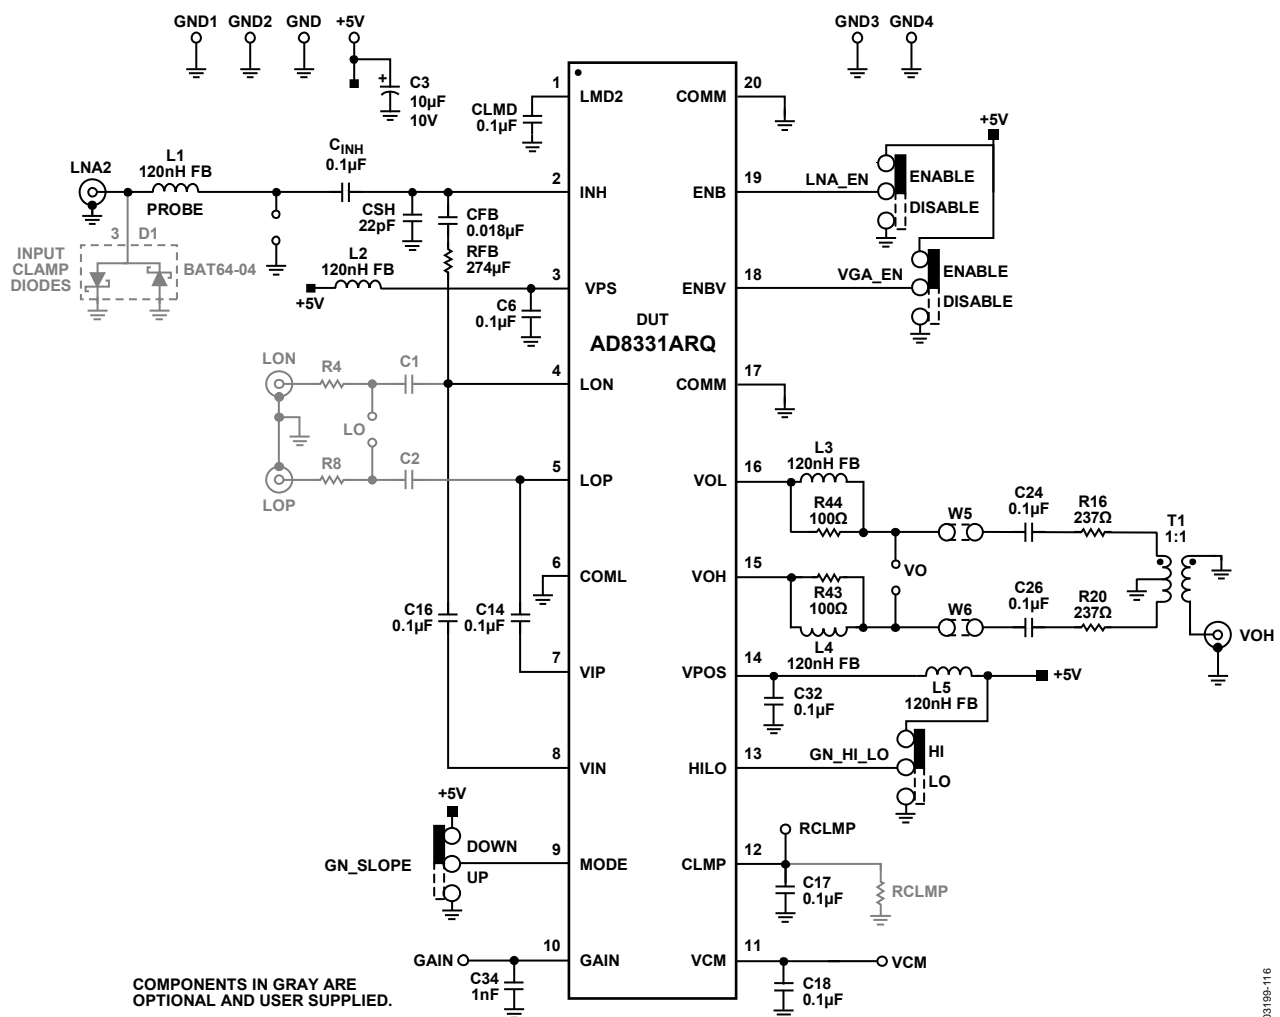 GND1 GND2 GND +5V
GND3 GND4
+
C3
10µF
10V
CLMD
0.1µF
1 LMD2
COMM 20
+5V
LNA2
L1
120nH FB
PROBE
CINH
0.1µF
2 INH
ENB 19
LNA_EN
ENABLE
DISABLE
3 D1
INPUT
CLAMP
DIODES
BAT64-04
CSH
22pF
CFB
0.018µF
RFB
274µF
L2
120nH FB
+5V
C6
0.1µF
3 VPS
ENBV 18
VGA_EN
ENABLE
DISABLE
DUT
AD8331ARQ
LON
R4
C1
LO
4 LON
COMM 17
R8
C2
LOP
5 LOP
VOL 16
L3
120nH FB
R44
100Ω
W5
C24
0.1µF
R16
237Ω
T1
1:1
VO
6 COML
VOH 15
R43
100Ω
L4
120nH FB
W6
C26
0.1µF
R20
237Ω
VOH
C16
0.1µF
C14
0.1µF
7 VIP
VPOS 14
C32
0.1µF
L5
120nH FB
+5V
8 VIN
HILO 13
GN_HI_LO
HI
LO
+5V
GN_SLOPE
DOWN
UP
9 MODE
CLMP 12
RCLMP
C17
0.1µF
RCLMP
GAIN
C34
1nF
10 GAIN
VCM 11
C18
0.1µF
VCM
COMPONENTS IN GRAY ARE
OPTIONAL AND USER SUPPLIED.
03199-116